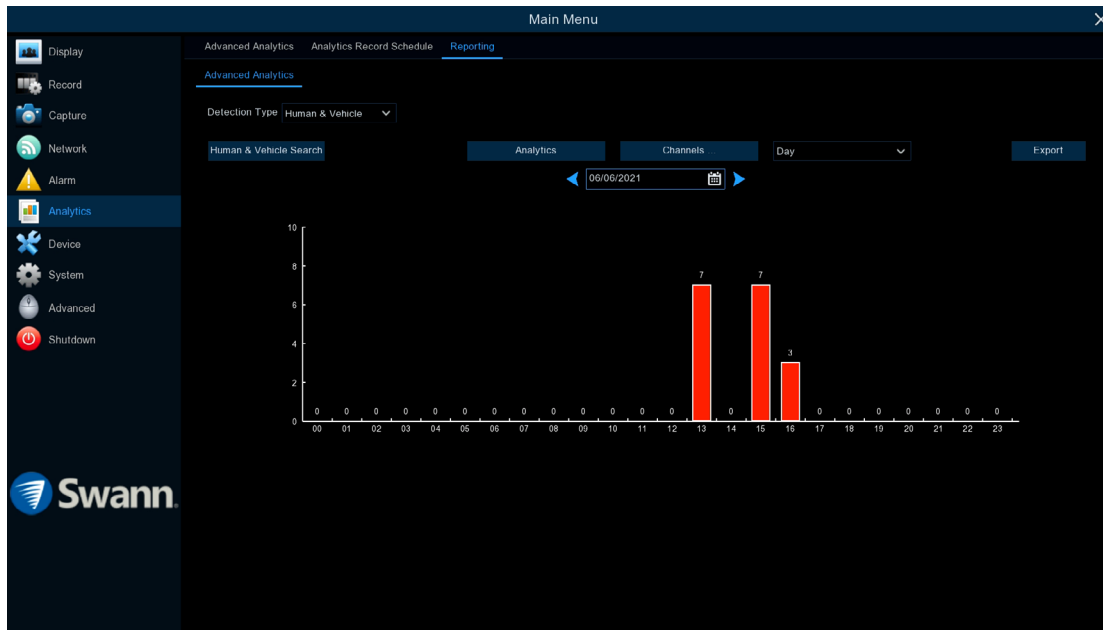 Main Menu
Display
Record
Capture
Network
Alarm
Analytics
Device
System
Advanced
Shutdown
Swann.
Advanced Analytics Analytics Record Schedule Reporting
Advanced Analytics
Detection Type Human & Vehicle
Human & Vehicle Search Analytics Channels ... Day Export
06/06/2021
10
8
6
4
2
0
7 7
3
0 0 0 0 0 0 0 0 0 0 0 0 0 0 0 0 0 0 0 0 0
00 01 02 03 04 05 06 07 08 09 10 11 12 13 14 15 16 17 18 19 20 21 22 23